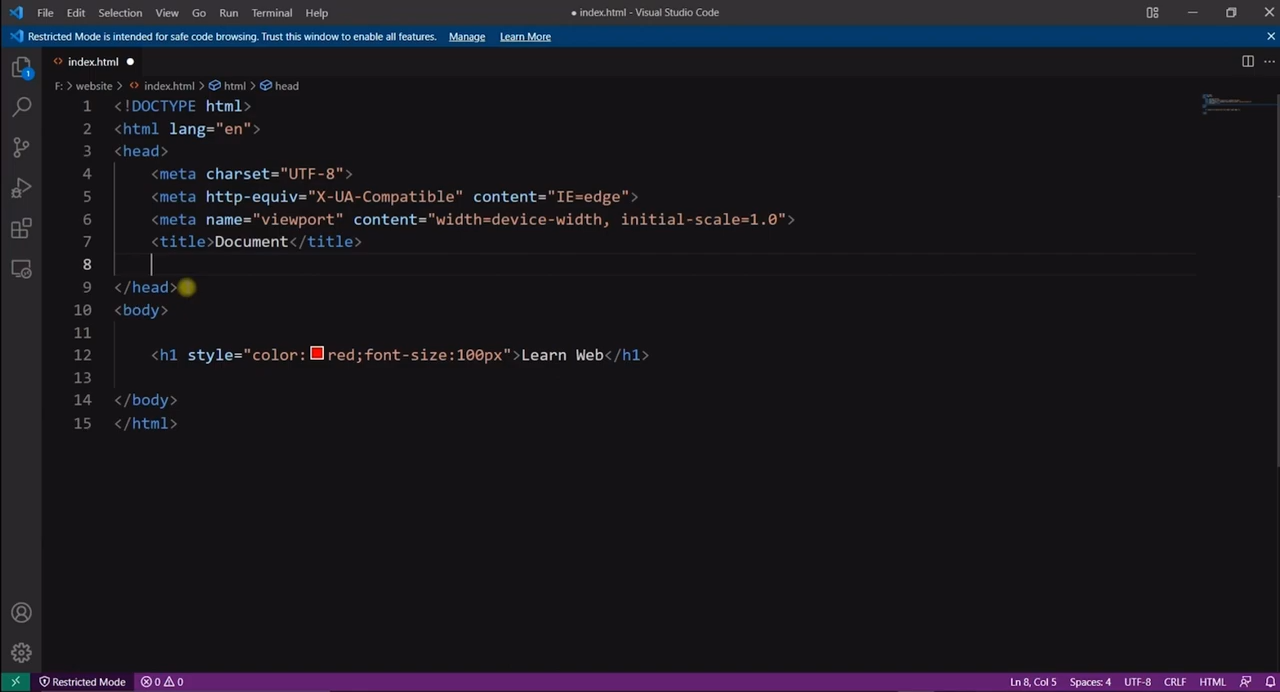 File Edit Selection View Go Run Terminal Help ● index.html - Visual Studio Code
Restricted Mode is intended for safe code browsing. Trust this window to enable all features. Manage Learn More
<> index.html ●
F: > website > <> index.html > html > head
1 <!DOCTYPE html>
2 <html lang="en">
3 <head>
4 <meta charset="UTF-8">
5 <meta http-equiv="X-UA-Compatible" content="IE=edge">
6 <meta name="viewport" content="width=device-width, initial-scale=1.0">
7 <title>Document</title>
8
9 </head>
10 <body>
11
12 <h1 style="color:red;font-size:100px">Learn Web</h1>
13
14 </body>
15 </html>
1
Restricted Mode 0 0 Ln 8, Col 5 Spaces: 4 UTF-8 CRLF HTML